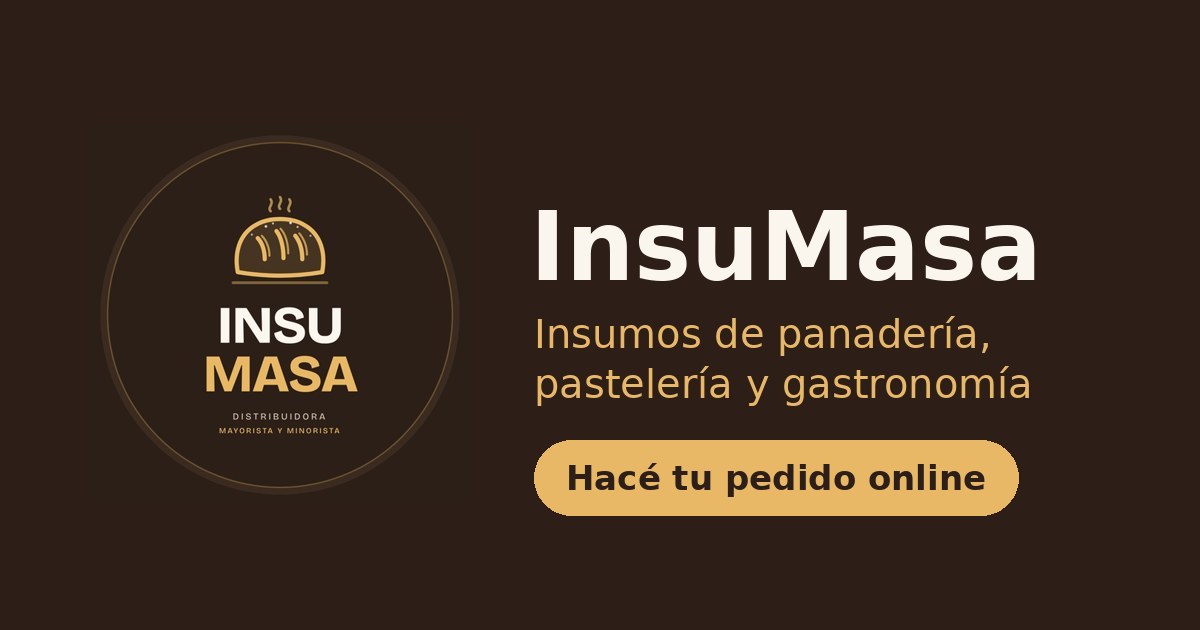 INSU
MASA
DISTRIBUIDORA
MAYORISTA Y MINORISTA
InsuMasa
Insumos de panadería,
pastelería y gastronomía
Hacé tu pedido online